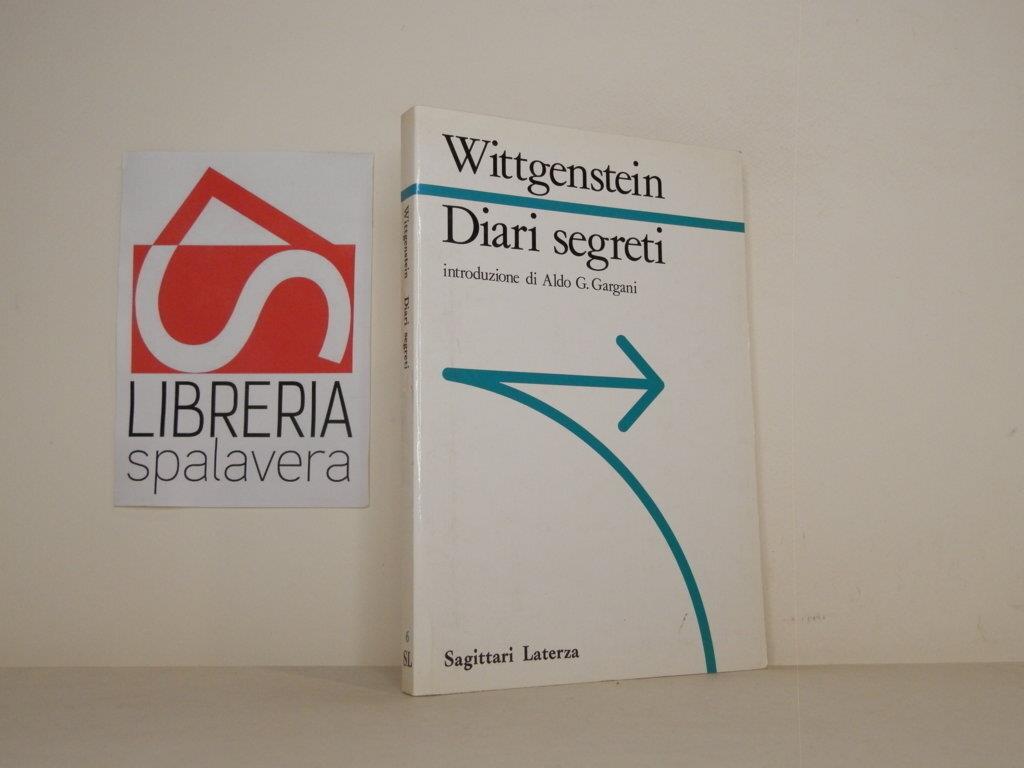 LIBRERIA
spalavera
Wittgenstein
Diari segreti
introduzione di Aldo G. Gargani
Sagittari Laterza
Wittgenstein Diari segreti
6
SL